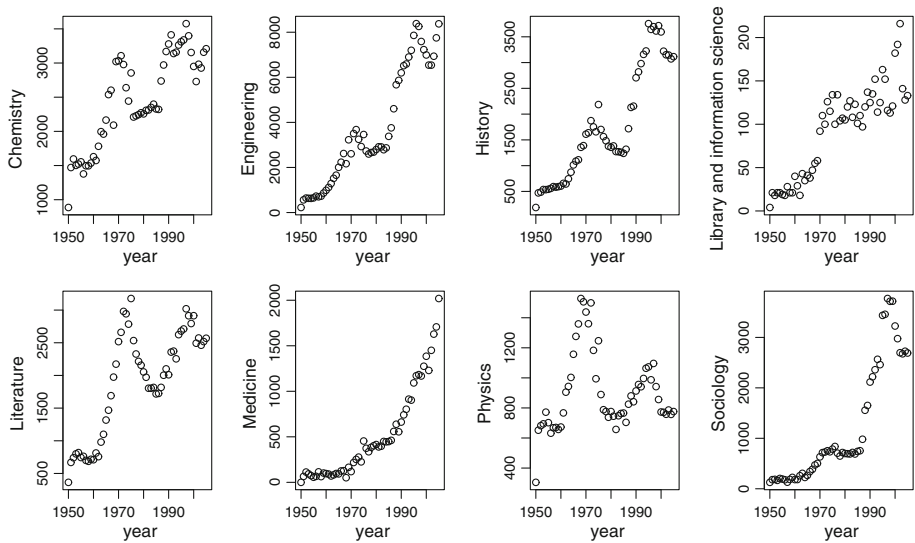 Chemistry
1000 2000 3000
1950 1970 1990
year
Engineering
0 2000 4000 6000 8000
1950 1970 1990
year
History
500 1500 2500 3500
1950 1970 1990
year
Library and information science
0 50 100 150 200
1950 1970 1990
year
Literature
500 1500 2500
1950 1970 1990
year
Medicine
0 500 1000 1500 2000
1950 1970 1990
year
Physics
400 800 1200
1950 1970 1990
year
Sociology
0 1000 2000 3000
1950 1970 1990
year